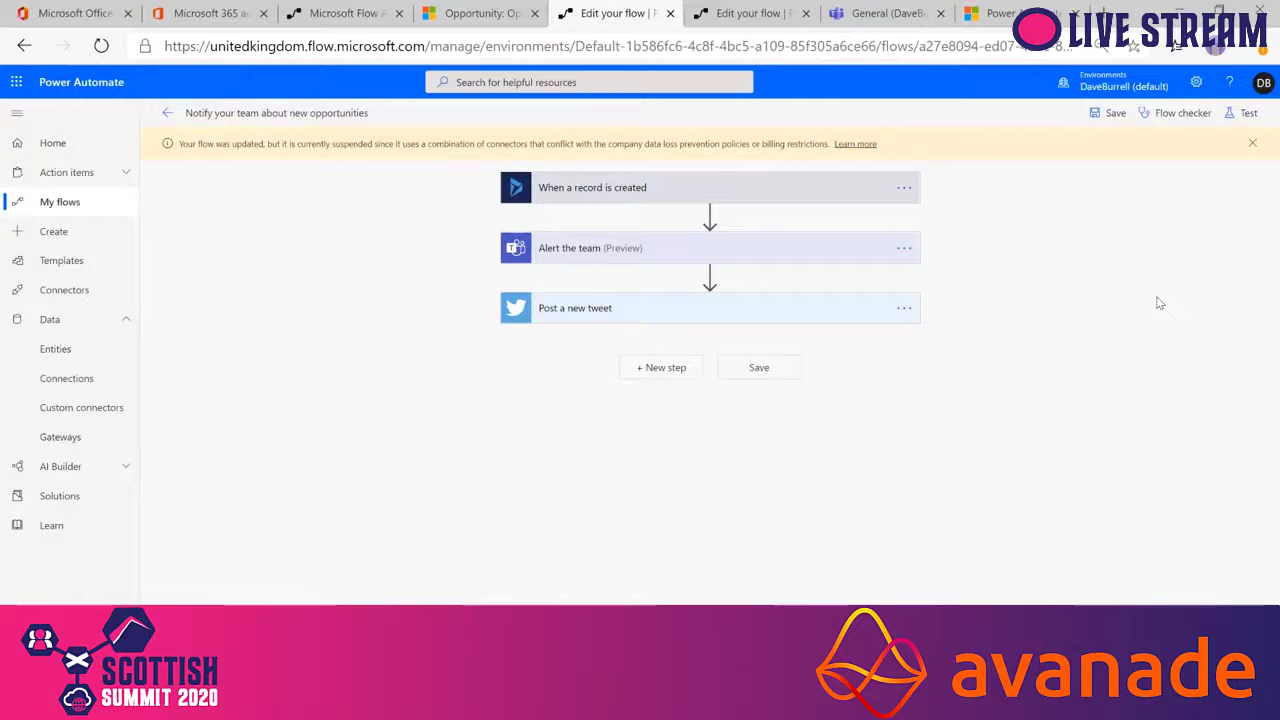 Microsoft Office
Microsoft 365 a
Microsoft Flow A
Opportunity: Op
Edit your flow | P
Edit your flow | P
General (DaveBu
Power A
LIVE STREAM
https://unitedkingdom.flow.microsoft.com/manage/environments/Default-1b586fc6-4c8f-4bc5-a109-85f305a6ce66/flows/a27e8094-ed07-
Power Automate
Search for helpful resources
Environments
DaveBurrell (default)
?
DB
Notify your team about new opportunities
Save
Flow checker
Test
Your flow was updated, but it is currently suspended since it uses a combination of connectors that conflict with the company data loss prevention policies or billing restrictions. Learn more
Home
Action items
My flows
Create
Templates
Connectors
Data
Entities
Connections
Custom connectors
Gateways
AI Builder
Solutions
Learn
When a record is created
Alert the team (Preview)
Post a new tweet
+ New step
Save
SCOTTISH
SUMMIT 2020
avanade